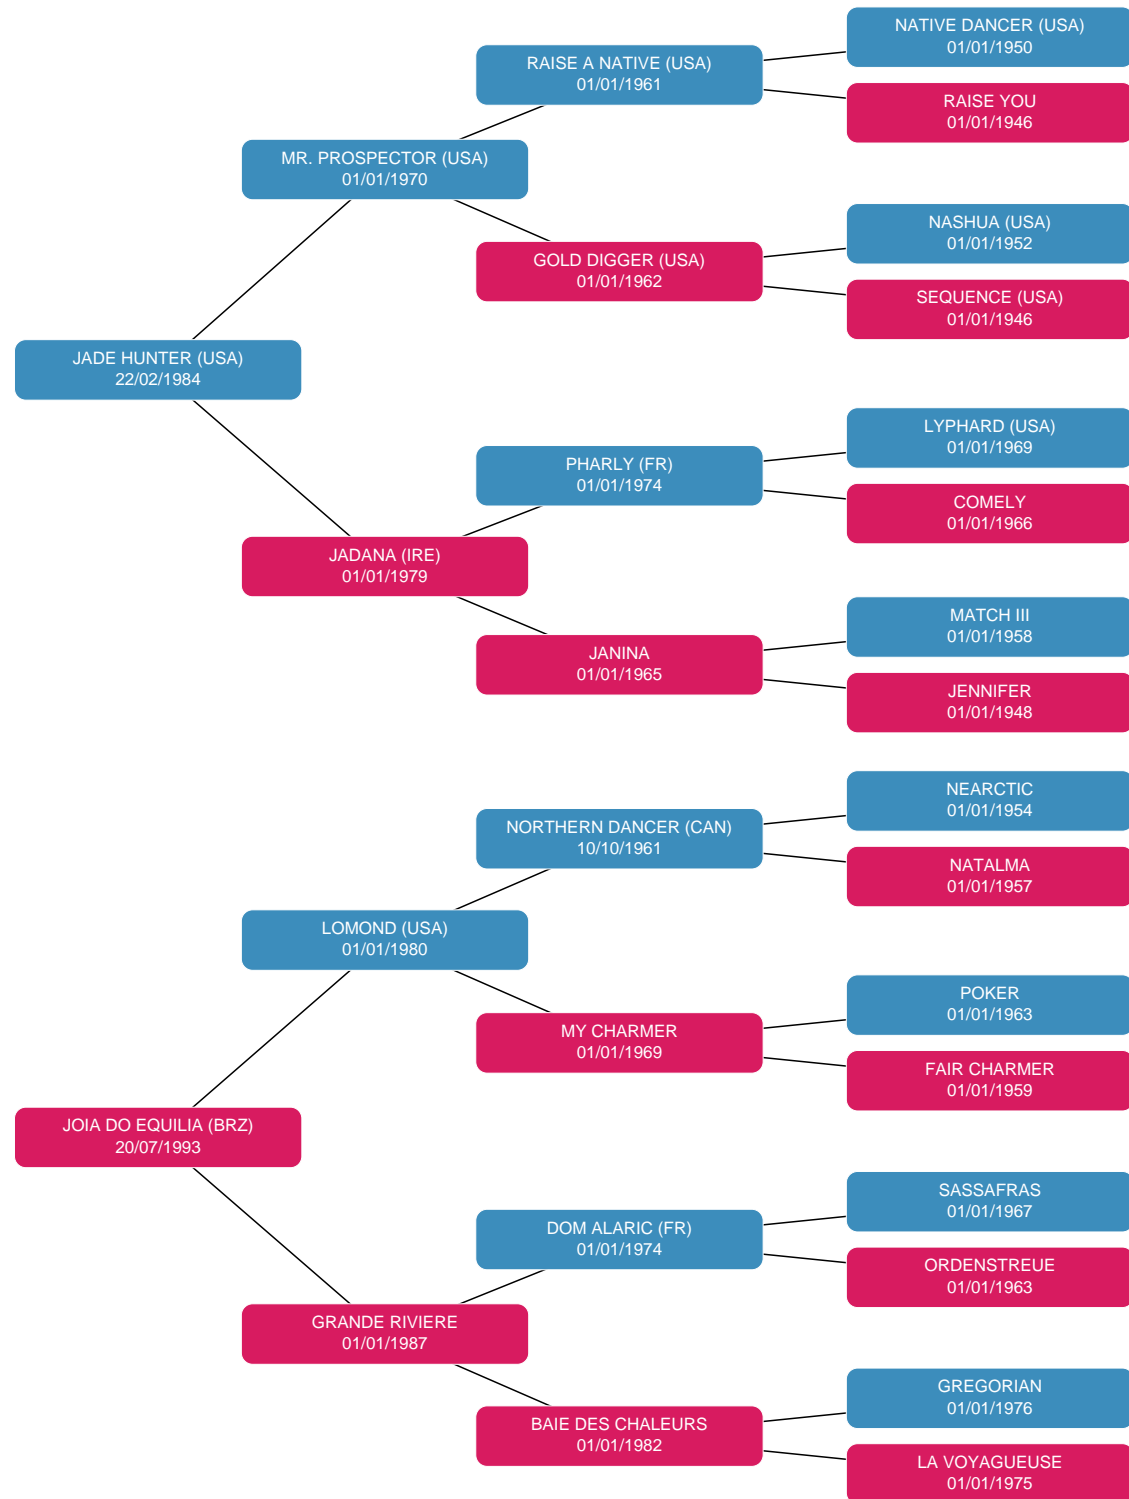 NATIVE DANCER (USA)
01/01/1950
RAISE A NATIVE (USA)
01/01/1961
RAISE YOU
01/01/1946
MR. PROSPECTOR (USA)
01/01/1970
NASHUA (USA)
01/01/1952
GOLD DIGGER (USA)
01/01/1962
SEQUENCE (USA)
01/01/1946
JADE HUNTER (USA)
22/02/1984
LYPHARD (USA)
01/01/1969
PHARLY (FR)
01/01/1974
COMELY
01/01/1966
JADANA (IRE)
01/01/1979
MATCH III
01/01/1958
JANINA
01/01/1965
JENNIFER
01/01/1948
NEARCTIC
01/01/1954
NORTHERN DANCER (CAN)
10/10/1961
NATALMA
01/01/1957
LOMOND (USA)
01/01/1980
POKER
01/01/1963
MY CHARMER
01/01/1969
FAIR CHARMER
01/01/1959
JOIA DO EQUILIA (BRZ)
20/07/1993
SASSAFRAS
01/01/1967
DOM ALARIC (FR)
01/01/1974
ORDENSTREUE
01/01/1963
GRANDE RIVIERE
01/01/1987
GREGORIAN
01/01/1976
BAIE DES CHALEURS
01/01/1982
LA VOYAGUEUSE
01/01/1975